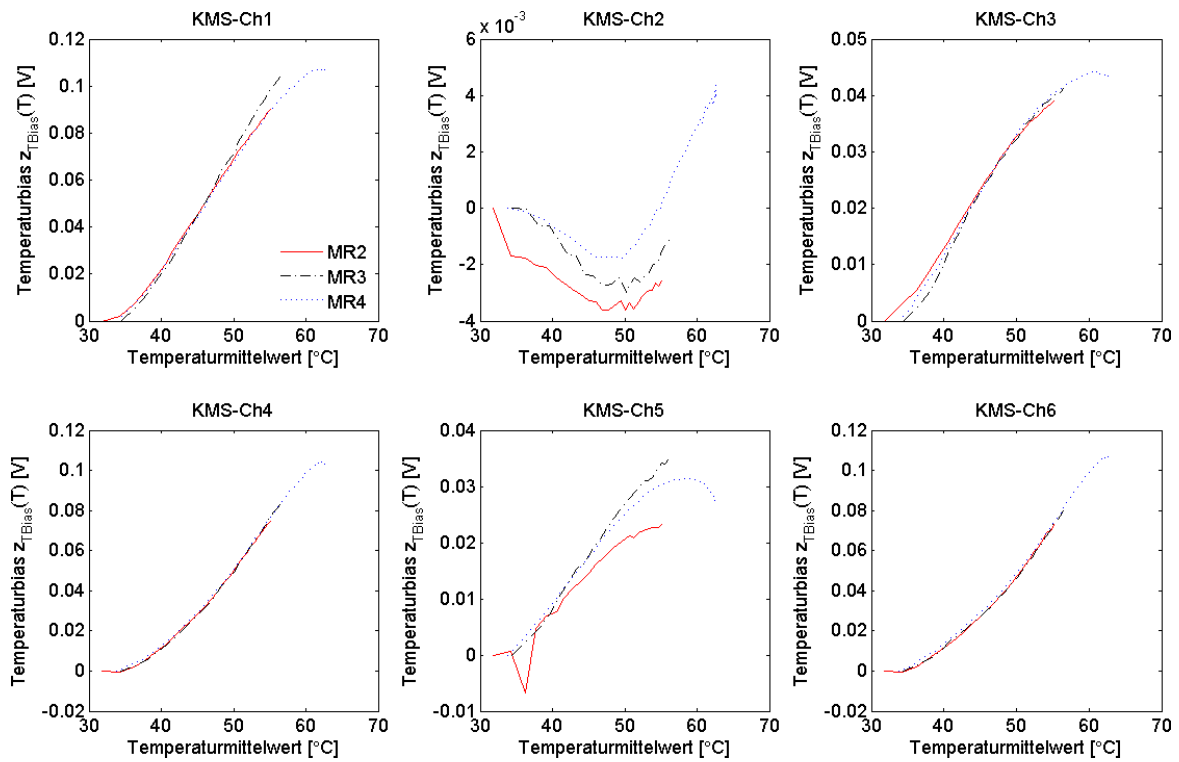 KMS-Ch1
KMS-Ch2
KMS-Ch3
x 10⁻³
Temperaturbias z_TBias(T) [V]
0.12
0.1
0.08
0.06
0.04
0.02
0
MR2
MR3
MR4
30 40 50 60 70
Temperaturmittelwert [°C]
Temperaturbias z_TBias(T) [V]
6
4
2
0
-2
-4
30 40 50 60 70
Temperaturmittelwert [°C]
Temperaturbias z_TBias(T) [V]
0.05
0.04
0.03
0.02
0.01
0
30 40 50 60 70
Temperaturmittelwert [°C]
KMS-Ch4
KMS-Ch5
KMS-Ch6
Temperaturbias z_TBias(T) [V]
0.12
0.1
0.08
0.06
0.04
0.02
0
-0.02
30 40 50 60 70
Temperaturmittelwert [°C]
Temperaturbias z_TBias(T) [V]
0.04
0.03
0.02
0.01
0
-0.01
30 40 50 60 70
Temperaturmittelwert [°C]
Temperaturbias z_TBias(T) [V]
0.12
0.1
0.08
0.06
0.04
0.02
0
-0.02
30 40 50 60 70
Temperaturmittelwert [°C]